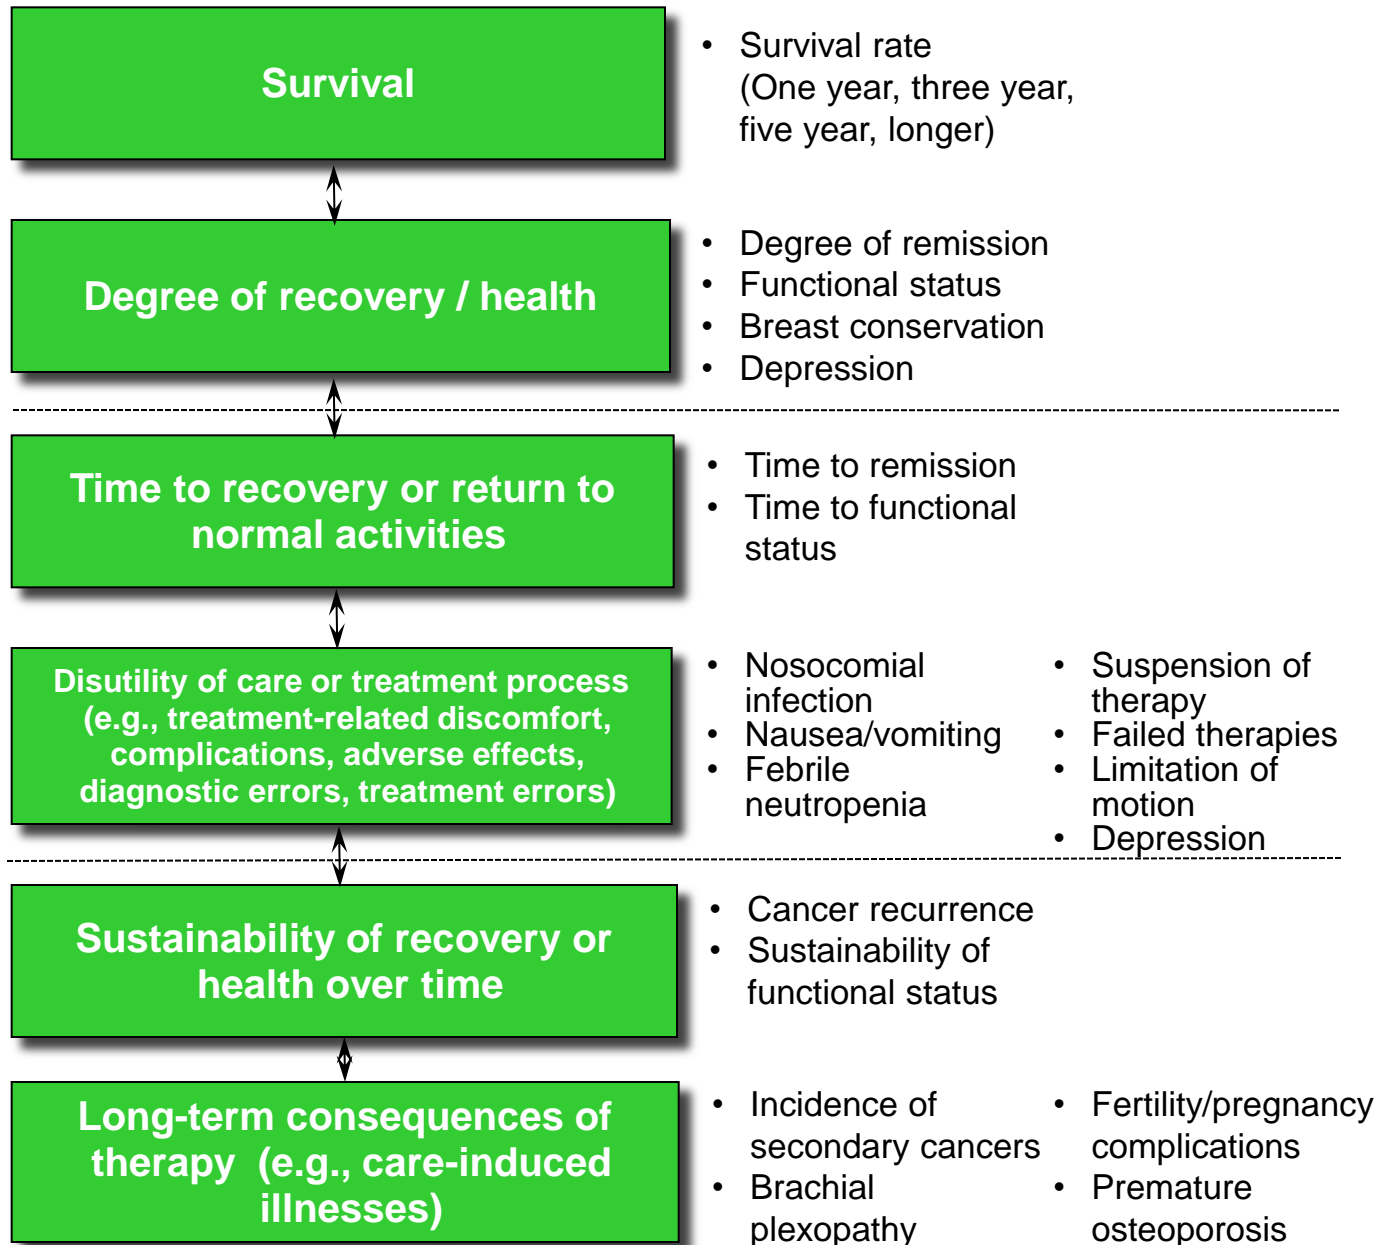 Survival
• Survival rate
(One year, three year,
five year, longer)
Degree of recovery / health
• Degree of remission
• Functional status
• Breast conservation
• Depression
Time to recovery or return to
normal activities
• Time to remission
• Time to functional
status
Disutility of care or treatment process
(e.g., treatment-related discomfort,
complications, adverse effects,
diagnostic errors, treatment errors)
• Nosocomial
infection
• Nausea/vomiting
• Febrile
neutropenia
• Suspension of
therapy
• Failed therapies
• Limitation of
motion
• Depression
Sustainability of recovery or
health over time
• Cancer recurrence
• Sustainability of
functional status
Long-term consequences of
therapy (e.g., care-induced
illnesses)
• Incidence of
secondary cancers
• Brachial
plexopathy
• Fertility/pregnancy
complications
• Premature
osteoporosis